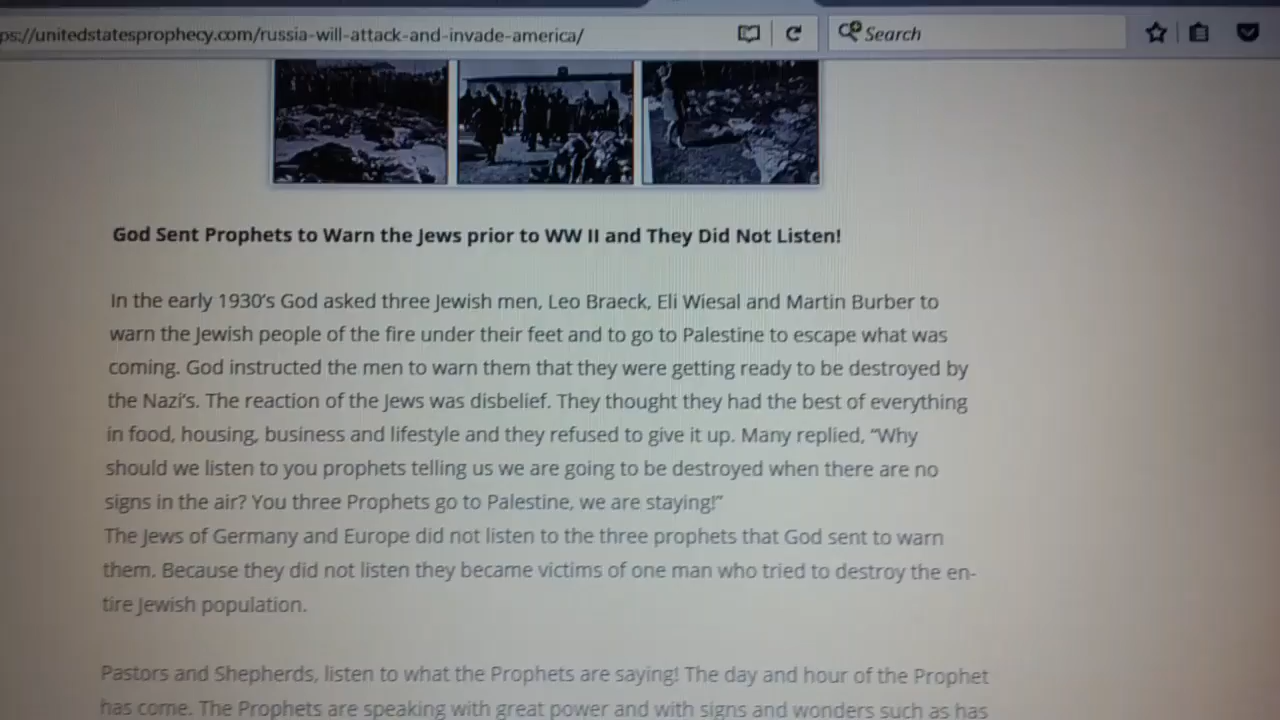 ps://unitedstatesprophecy.com/russia-will-attack-and-invade-america/
Search
God Sent Prophets to Warn the Jews prior to WW II and They Did Not Listen!
In the early 1930's God asked three Jewish men, Leo Braeck, Eli Wiesal and Martin Burber to
warn the Jewish people of the fire under their feet and to go to Palestine to escape what was
coming. God instructed the men to warn them that they were getting ready to be destroyed by
the Nazi's. The reaction of the Jews was disbelief. They thought they had the best of everything
in food, housing, business and lifestyle and they refused to give it up. Many replied, “Why
should we listen to you prophets telling us we are going to be destroyed when there are no
signs in the air? You three Prophets go to Palestine, we are staying!”
The Jews of Germany and Europe did not listen to the three prophets that God sent to warn
them. Because they did not listen they became victims of one man who tried to destroy the en-
tire Jewish population.
Pastors and Shepherds, listen to what the Prophets are saying! The day and hour of the Prophet
has come. The Prophets are speaking with great power and with signs and wonders such as has